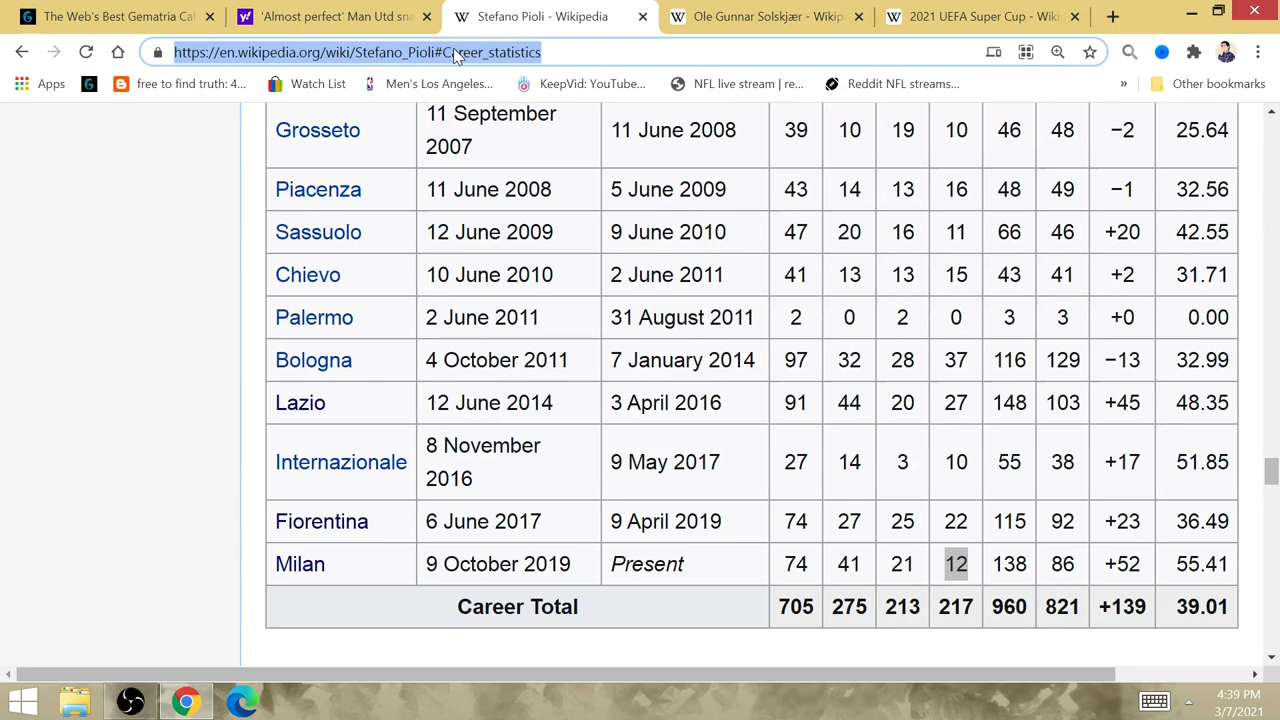 The Web's Best Gematria Cal
'Almost perfect' Man Utd sna
Stefano Pioli - Wikipedia
Ole Gunnar Solskjær - Wikipe
2021 UEFA Super Cup - Wiki
https://en.wikipedia.org/wiki/Stefano_Pioli#Career_statistics
Apps
free to find truth: 4...
Watch List
Men's Los Angeles...
KeepVid: YouTube...
NFL live stream | re...
Reddit NFL streams...
»
Other bookmarks
Grosseto 11 September 2007 11 June 2008 39 10 19 10 46 48 −2 25.64
Piacenza 11 June 2008 5 June 2009 43 14 13 16 48 49 −1 32.56
Sassuolo 12 June 2009 9 June 2010 47 20 16 11 66 46 +20 42.55
Chievo 10 June 2010 2 June 2011 41 13 13 15 43 41 +2 31.71
Palermo 2 June 2011 31 August 2011 2 0 2 0 3 3 +0 0.00
Bologna 4 October 2011 7 January 2014 97 32 28 37 116 129 −13 32.99
Lazio 12 June 2014 3 April 2016 91 44 20 27 148 103 +45 48.35
Internazionale 8 November 2016 9 May 2017 27 14 3 10 55 38 +17 51.85
Fiorentina 6 June 2017 9 April 2019 74 27 25 22 115 92 +23 36.49
Milan 9 October 2019 Present 74 41 21 12 138 86 +52 55.41
Career Total 705 275 213 217 960 821 +139 39.01
4:39 PM
3/7/2021